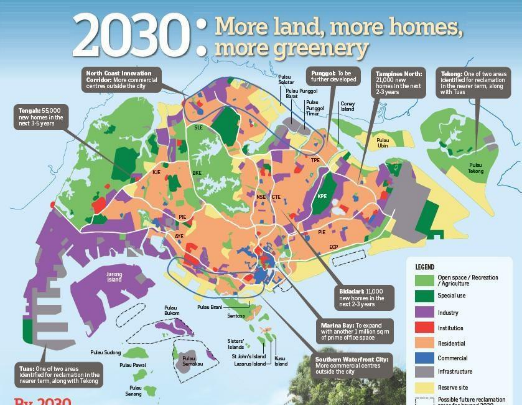 2030: More land, more homes,
more greenery
North Coast Innovation
Corridor: More commercial
centres outside the city
Punggol: To be
further developed
Tampines North:
21,000 new
homes in the next
2-3 years
Tekong: One of two areas
identified for reclamation
in the nearer term, along
with Tuas
Tengah: 55,000
new homes in the
next 3-5 years
Pulau
Seletar
Pulau Punggol
Barat
Pulau
Punggol
Timor
Coney
Island
Pulau
Ubin
Pulau
Tekong
SLE
TPE
KJE
BKE
NSE
CTE
KPE
PIE
PIE
AYE
ECP
Jurong
Island
Pulau
Bukom
Pulau Brani
Sentosa
Sisters'
Islands
St John's Island
Lazarus Island
Kusu
Island
Pulau Sudong
Pulau Pawai
Pulau
Senang
Pulau
Semakau
Bidadari: 11,000
new homes in the
next 2-3 years
Marina Bay: To expand
with another 1 million sq m
of prime office space
Southern Waterfront City:
More commercial centres
outside the city
Tuas: One of two areas
identified for reclamation in the
nearer term, along with Tekong
LEGEND
Open space / Recreation
/ Agriculture
Special use
Industry
Institution
Residential
Commercial
Infrastructure
Reserve site
Possible future reclamation
By 2030